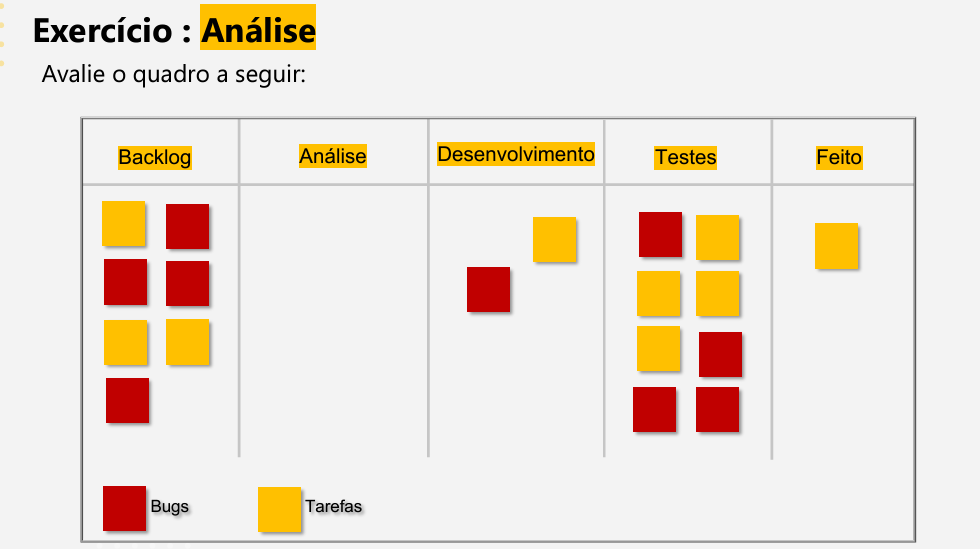 Exercício : Análise
Avalie o quadro a seguir:
Backlog Análise Desenvolvimento Testes Feito
Bugs Tarefas